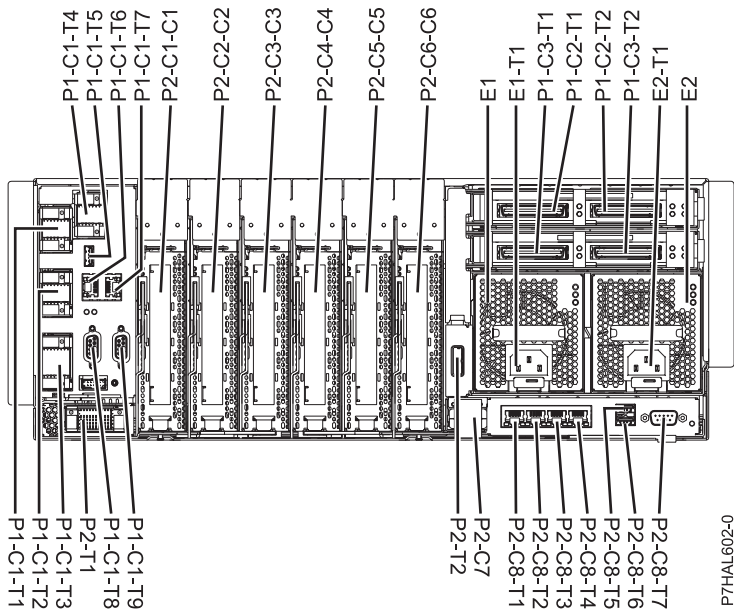 P1-C1-T4
P1-C1-T5
P1-C1-T6
P1-C1-T7
P2-C1-C1
P2-C2-C2
P2-C3-C3
P2-C4-C4
P2-C5-C5
P2-C6-C6
E1
E1-T1
P1-C3-T1
P1-C2-T1
P1-C2-T2
P1-C3-T2
E2-T1
E2
P1-C1-T1
P1-C1-T2
P1-C1-T3
P2-T1
P1-C1-T8
P1-C1-T9
P2-T2
P2-C7
P2-C8-T1
P2-C8-T2
P2-C8-T3
P2-C8-T4
P2-C8-T5
P2-C8-T6
P2-C8-T7
P7HAL602-0